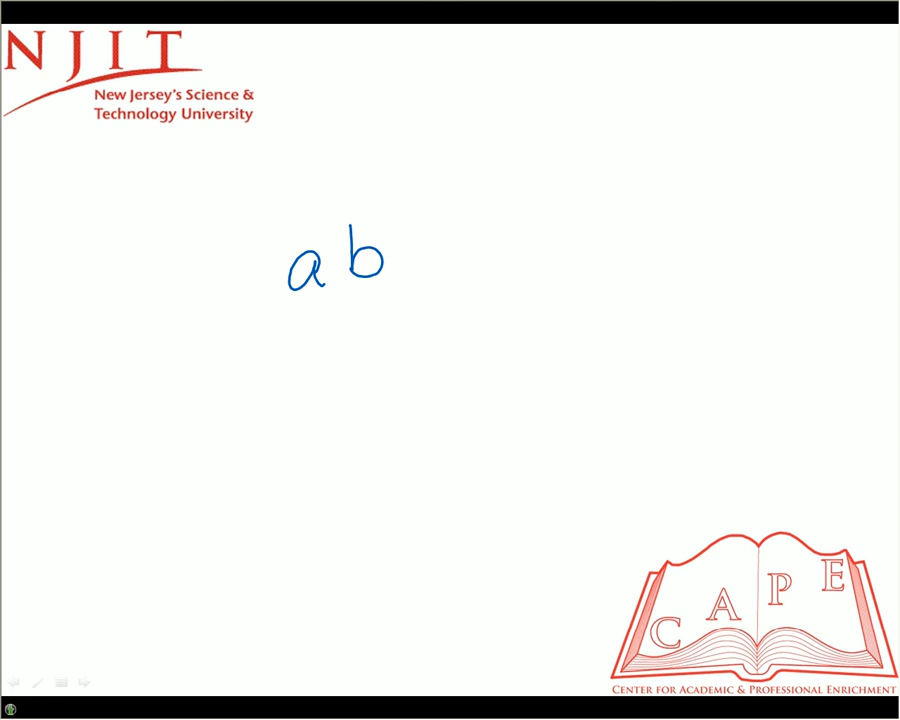 NJIT
New Jersey's Science &
Technology University
a b
C A P E
CENTER FOR ACADEMIC & PROFESSIONAL ENRICHMENT